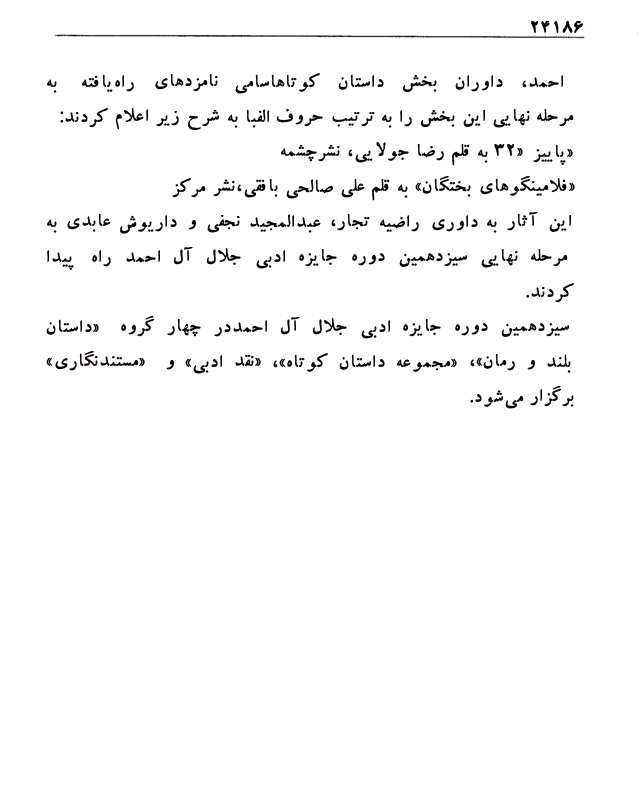 ۲۴۱۸۶
احمد، داوران بخش داستان کوتاهاسامی نامزدهای راه‌یافته به
مرحله نهایی این بخش را به ترتیب حروف الفبا به شرح زیر اعلام کردند:
«پاییز «۳۲ به قلم رضا جولایی، نشرچشمه
«فلامینگوهای بختگان» به قلم علی صالحی بافقی،نشر مرکز
این آثار به داوری راضیه تجار، عبدالمجید نجفی و داریوش عابدی به
مرحله نهایی سیزدهمین دوره جایزه ادبی جلال آل احمد راه پیدا
کردند.
سیزدهمین دوره جایزه ادبی جلال آل احمددر چهار گروه «داستان
بلند و رمان»، «مجموعه داستان کوتاه»، «نقد ادبی» و «مستندنگاری»
برگزار می‌شود.